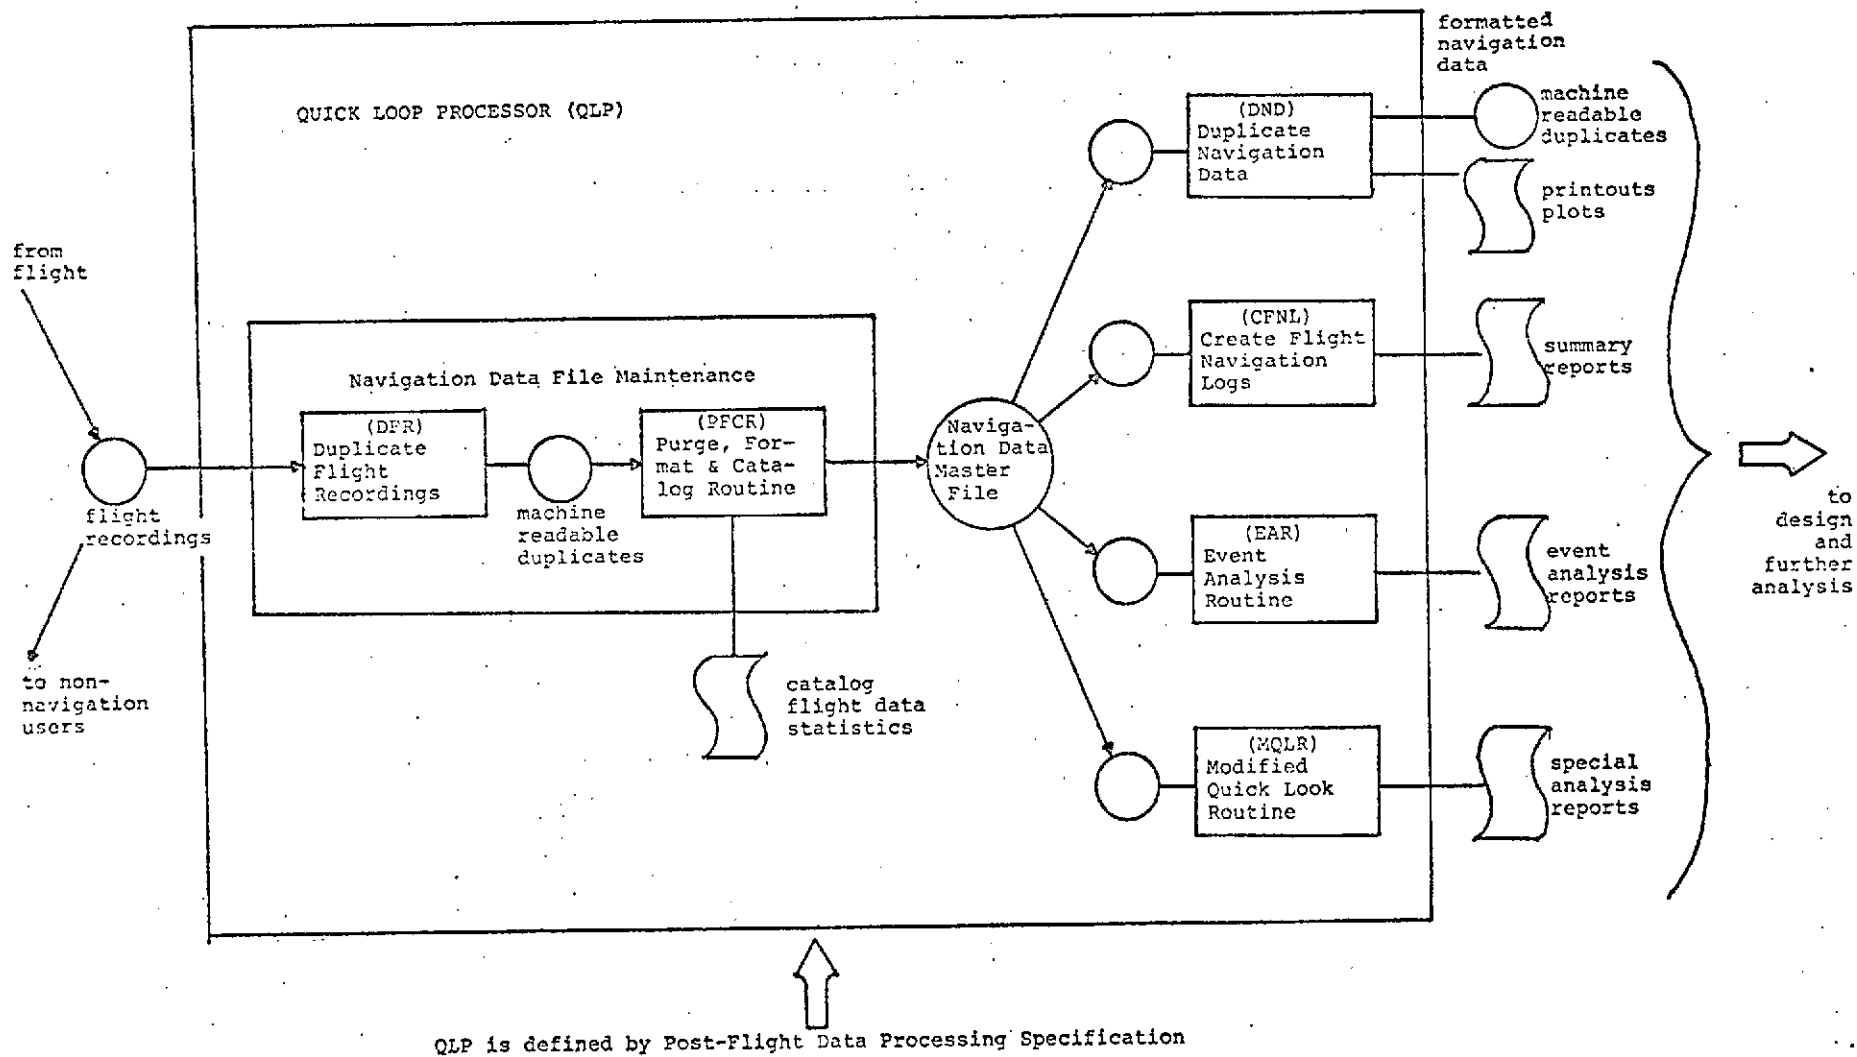 formatted
navigation
data
QUICK LOOP PROCESSOR (QLP)
(DND)
Duplicate
Navigation
Data
machine
readable
duplicates
printouts
plots
from
flight
(CFNL)
Create Flight
Navigation
Logs
summary
reports
Navigation Data File Maintenance
(DFR)
Duplicate
Flight
Recordings
(PFCR)
Purge, For-
mat & Cata-
log Routine
Naviga-
tion Data
Master
File
flight
recordings
machine
readable
duplicates
(EAR)
Event
Analysis
Routine
event
analysis
reports
to
design
and
further
analysis
to non-
navigation
users
catalog
flight data
statistics
(MQLR)
Modified
Quick Look
Routine
special
analysis
reports
QLP is defined by Post-Flight Data Processing Specification